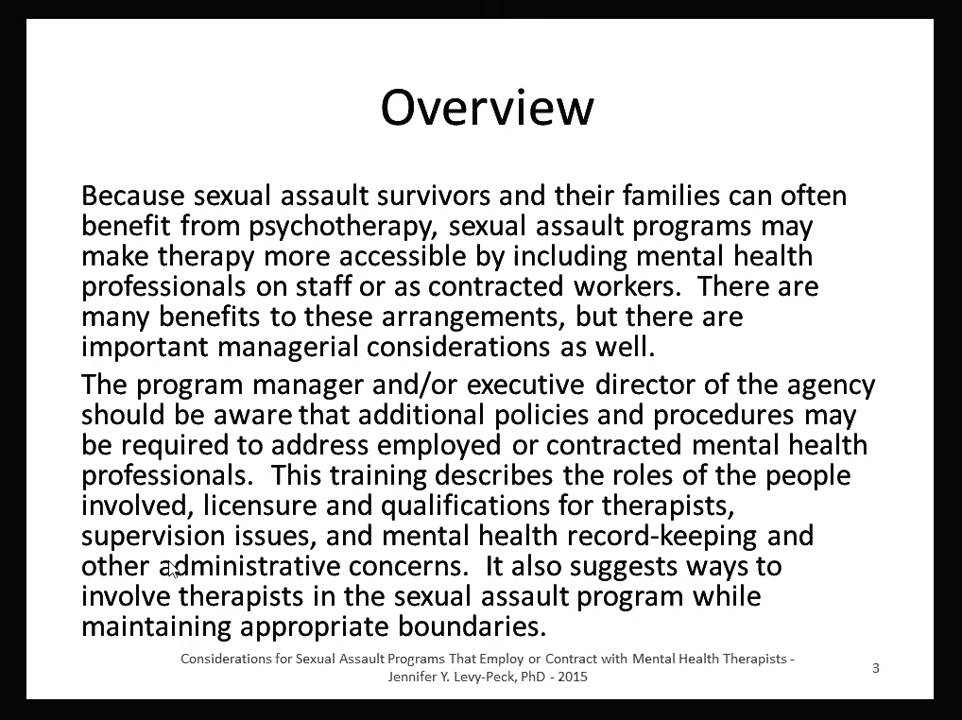 Overview
Because sexual assault survivors and their families can often
benefit from psychotherapy, sexual assault programs may
make therapy more accessible by including mental health
professionals on staff or as contracted workers.  There are
many benefits to these arrangements, but there are
important managerial considerations as well.
The program manager and/or executive director of the agency
should be aware that additional policies and procedures may
be required to address employed or contracted mental health
professionals.  This training describes the roles of the people
involved, licensure and qualifications for therapists,
supervision issues, and mental health record-keeping and
other administrative concerns.  It also suggests ways to
involve therapists in the sexual assault program while
maintaining appropriate boundaries.
Considerations for Sexual Assault Programs That Employ or Contract with Mental Health Therapists -
Jennifer Y. Levy-Peck, PhD - 2015
3